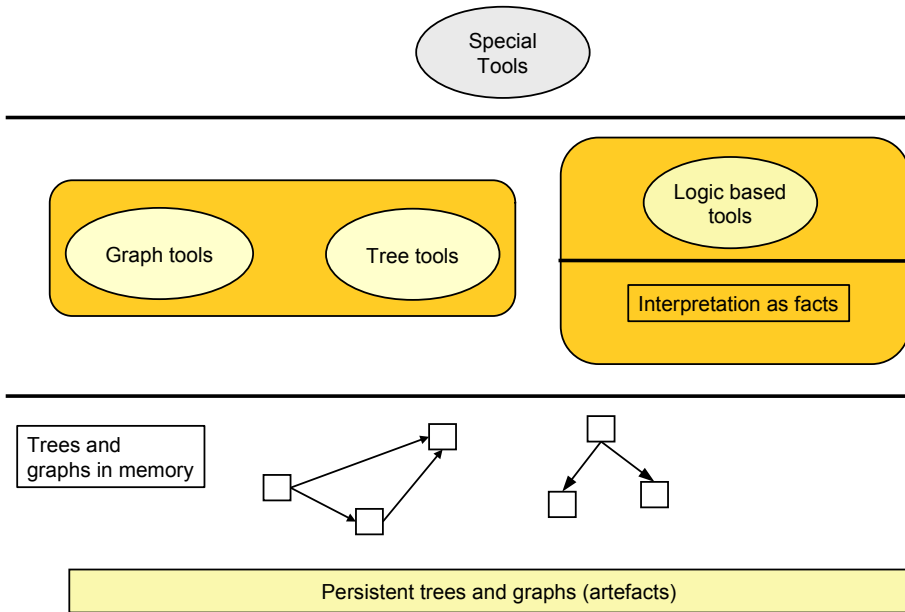 Special
Tools
Logic based
tools
Graph tools
Tree tools
Interpretation as facts
Trees and
graphs in memory
Persistent trees and graphs (artefacts)